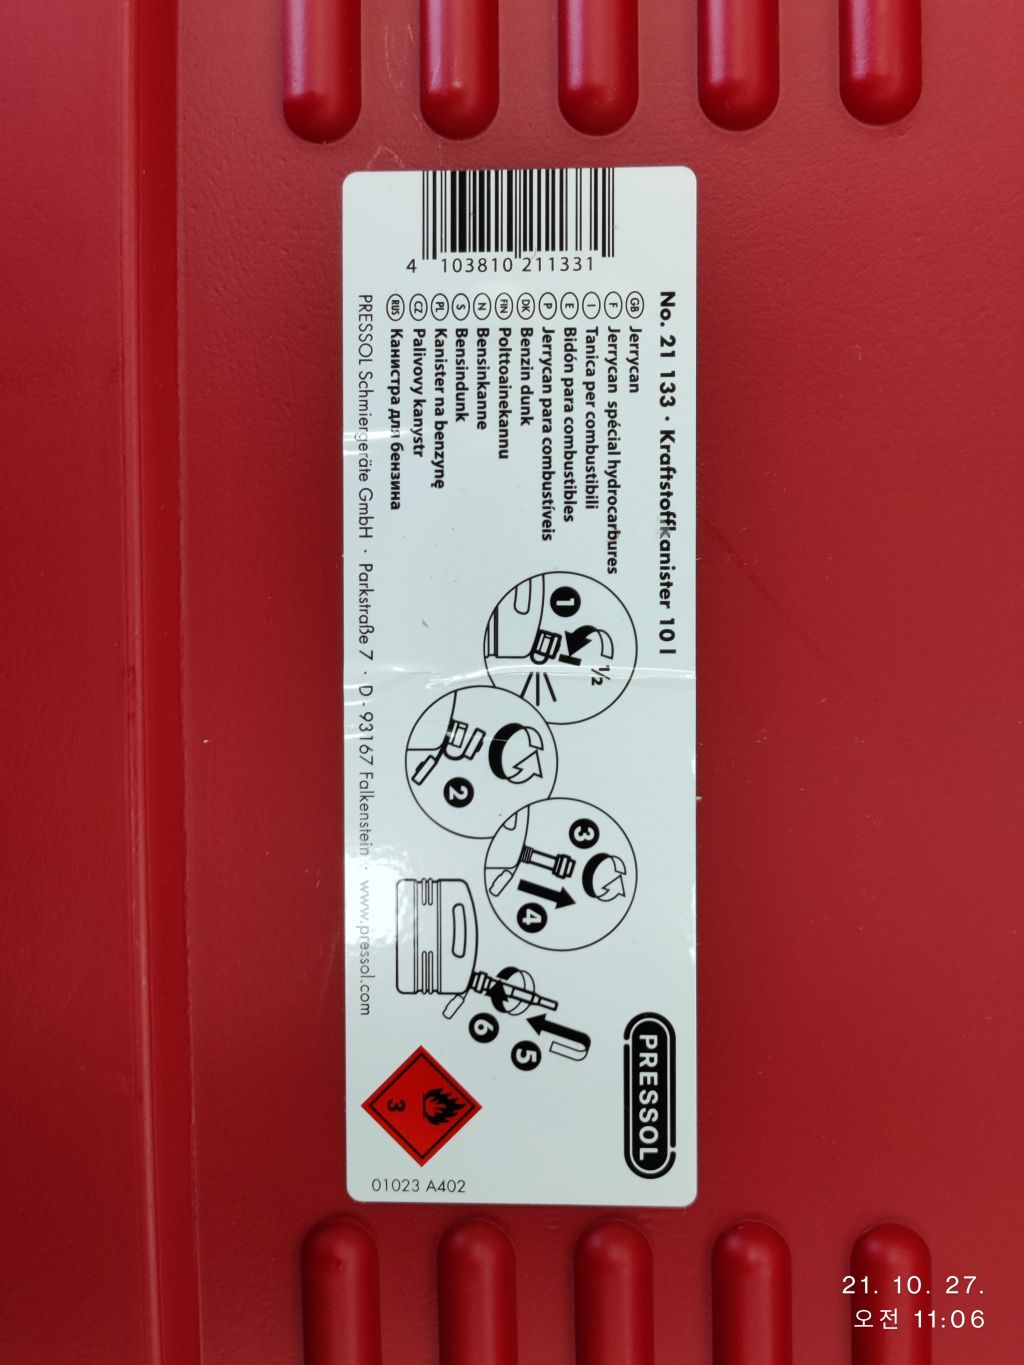 No. 21 133 · Kraftstoffkanister 10 l
GB Jerrycan
F Jerrycan spécial hydrocarbures
I Tanica per combustibili
E Bidón para combustibles
P Jerrycan para combustíveis
DK Benzin dunk
FIN Polttoainekannu
N Bensinkanne
S Bensindunk
PL Kanister na benzynę
CZ Palivovy kanystr
RUS Канистра для бензина
PRESSOL Schmiergeräte GmbH · Parkstraße 7 · D - 93167 Falkenstein · www.pressol.com
4 103810 211331
1
1/2
2
3
4
5
6
PRESSOL
3
01023 A402
21. 10. 27.
오전 11:06